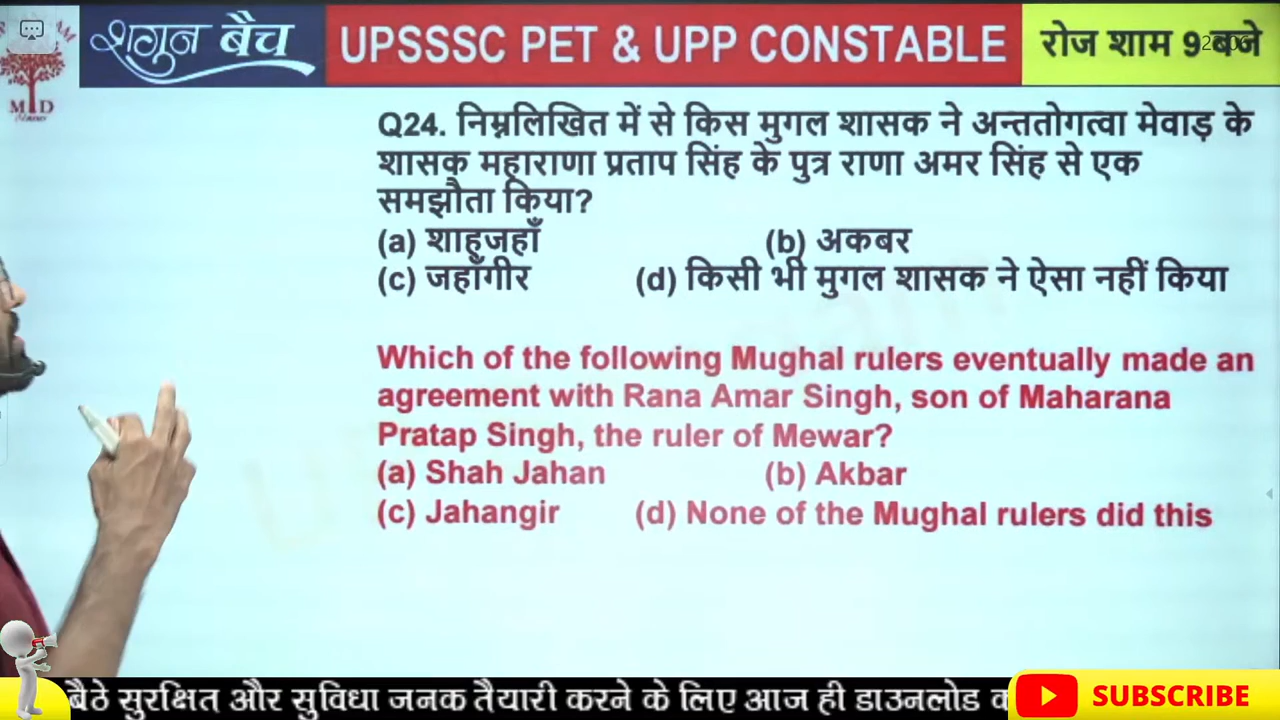 शगुन बैच
UPSSSC PET & UPP CONSTABLE
रोज शाम 9 बजे
Q24. निम्नलिखित में से किस मुगल शासक ने अन्ततोगत्वा मेवाड़ के
शासक महाराणा प्रताप सिंह के पुत्र राणा अमर सिंह से एक
समझौता किया?
(a) शाहजहाँ (b) अकबर
(c) जहाँगीर (d) किसी भी मुगल शासक ने ऐसा नहीं किया
Which of the following Mughal rulers eventually made an
agreement with Rana Amar Singh, son of Maharana
Pratap Singh, the ruler of Mewar?
(a) Shah Jahan (b) Akbar
(c) Jahangir (d) None of the Mughal rulers did this
बैठे सुरक्षित और सुविधा जनक तैयारी करने के लिए आज ही डाउनलोड
SUBSCRIBE